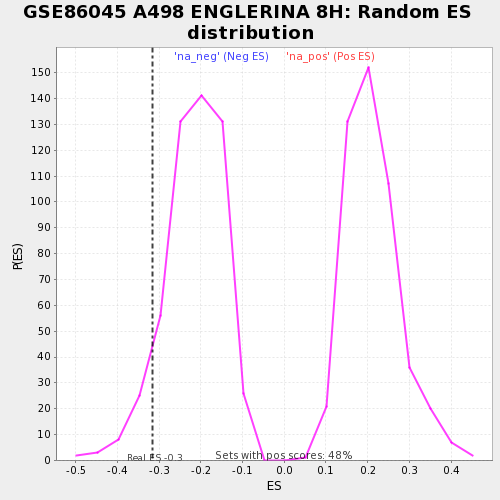 GSE86045 A498 ENGLERINA 8H: Random ES
distribution
'na_neg' (Neg ES) 'na_pos' (Pos ES)
150
140
130
120
110
100
90
80
70
60
50
40
30
20
10
0
P(ES)
Real ES -0.3
Sets with pos scores: 48%
-0.5 -0.4 -0.3 -0.2 -0.1 0.0 0.1 0.2 0.3 0.4
ES